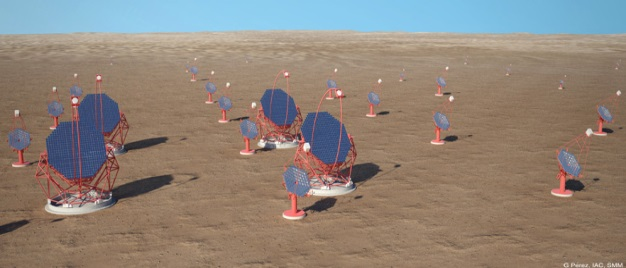 © G Perez, IAC, SMM